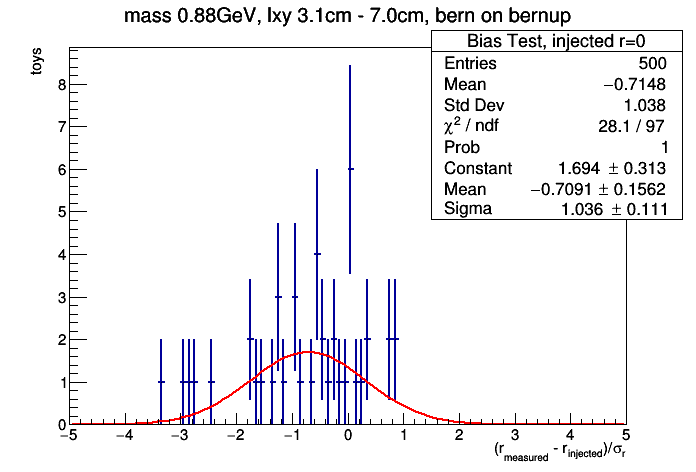 mass 0.88GeV, lxy 3.1cm - 7.0cm, bern on bernup
toys
Bias Test, injected r=0
Entries 500
Mean −0.7148
Std Dev 1.038
χ² / ndf 28.1 / 97
Prob 1
Constant 1.694 ± 0.313
Mean −0.7091 ± 0.1562
Sigma 1.036 ± 0.111
8
7
6
5
4
3
2
1
0
−5 −4 −3 −2 −1 0 1 2 3 4 5
(r_measured - r_injected)/σ_r